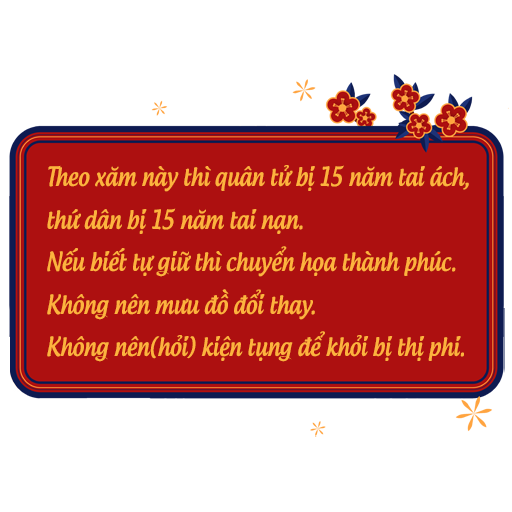 Theo xăm này thì quân tử bị 15 năm tai ách,
thứ dân bị 15 năm tai nạn.
Nếu biết tự giữ thì chuyển họa thành phúc.
Không nên mưu đồ đổi thay.
Không nên(hỏi) kiện tụng để khỏi bị thị phi.